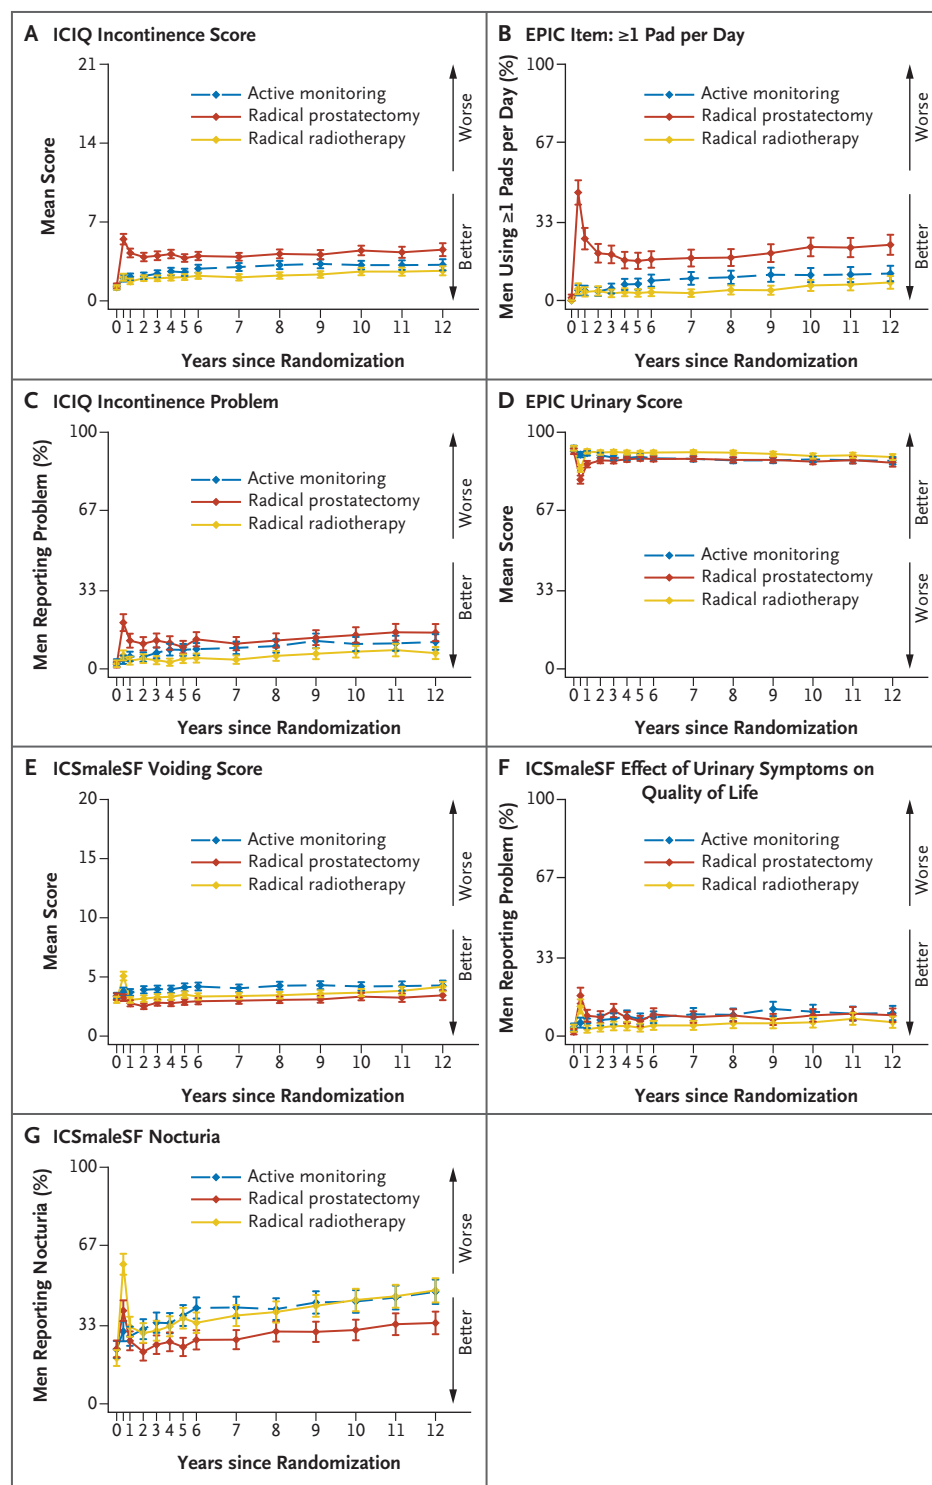 A ICIQ Incontinence Score
21
14
7
0
Mean Score
Active monitoring
Radical prostatectomy
Radical radiotherapy
Worse
Better
0 1 2 3 4 5 6 7 8 9 10 11 12
Years since Randomization
B EPIC Item: ≥1 Pad per Day
100
67
33
0
Men Using ≥1 Pads per Day (%)
Active monitoring
Radical prostatectomy
Radical radiotherapy
Worse
Better
0 1 2 3 4 5 6 7 8 9 10 11 12
Years since Randomization
C ICIQ Incontinence Problem
100
67
33
0
Men Reporting Problem (%)
Active monitoring
Radical prostatectomy
Radical radiotherapy
Worse
Better
0 1 2 3 4 5 6 7 8 9 10 11 12
Years since Randomization
D EPIC Urinary Score
100
67
33
0
Mean Score
Active monitoring
Radical prostatectomy
Radical radiotherapy
Better
Worse
0 1 2 3 4 5 6 7 8 9 10 11 12
Years since Randomization
E ICSmaleSF Voiding Score
20
15
10
5
0
Mean Score
Active monitoring
Radical prostatectomy
Radical radiotherapy
Worse
Better
0 1 2 3 4 5 6 7 8 9 10 11 12
Years since Randomization
F ICSmaleSF Effect of Urinary Symptoms on
Quality of Life
100
67
33
0
Men Reporting Problem (%)
Active monitoring
Radical prostatectomy
Radical radiotherapy
Worse
Better
0 1 2 3 4 5 6 7 8 9 10 11 12
Years since Randomization
G ICSmaleSF Nocturia
100
67
33
0
Men Reporting Nocturia (%)
Active monitoring
Radical prostatectomy
Radical radiotherapy
Worse
Better
0 1 2 3 4 5 6 7 8 9 10 11 12
Years since Randomization